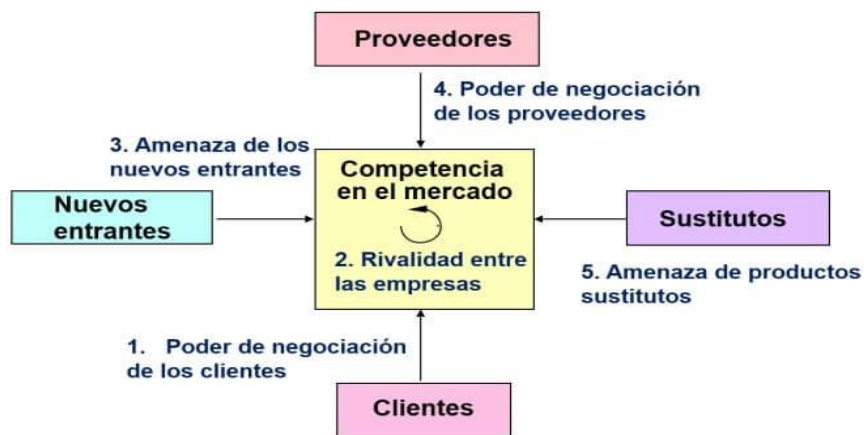 Proveedores
4. Poder de negociación
de los proveedores
3. Amenaza de los
nuevos entrantes
Competencia
en el mercado
Nuevos
entrantes
2. Rivalidad entre
las empresas
Sustitutos
5. Amenaza de productos
sustitutos
1. Poder de negociación
de los clientes
Clientes